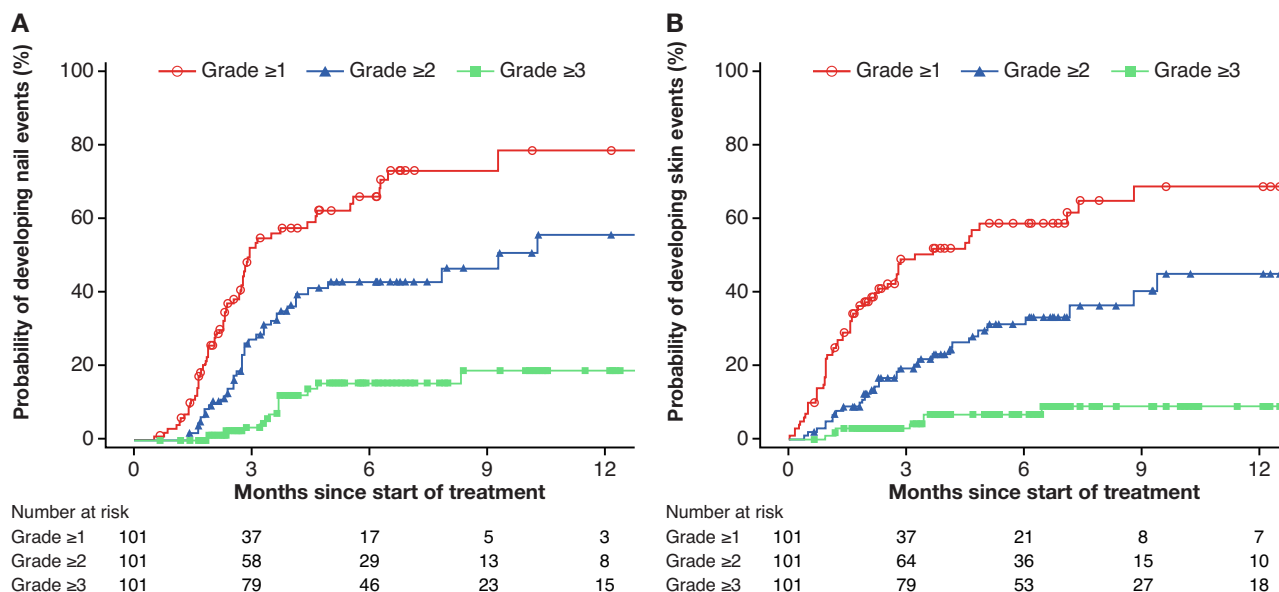 A
Probability of developing nail events (%)
Grade ≥1 Grade ≥2 Grade ≥3
100
80
60
40
20
0
0 3 6 9 12
Months since start of treatment
Number at risk
Grade ≥1 101 37 17 5 3
Grade ≥2 101 58 29 13 8
Grade ≥3 101 79 46 23 15
B
Probability of developing skin events (%)
Grade ≥1 Grade ≥2 Grade ≥3
100
80
60
40
20
0
0 3 6 9 12
Months since start of treatment
Number at risk
Grade ≥1 101 37 21 8 7
Grade ≥2 101 64 36 15 10
Grade ≥3 101 79 53 27 18